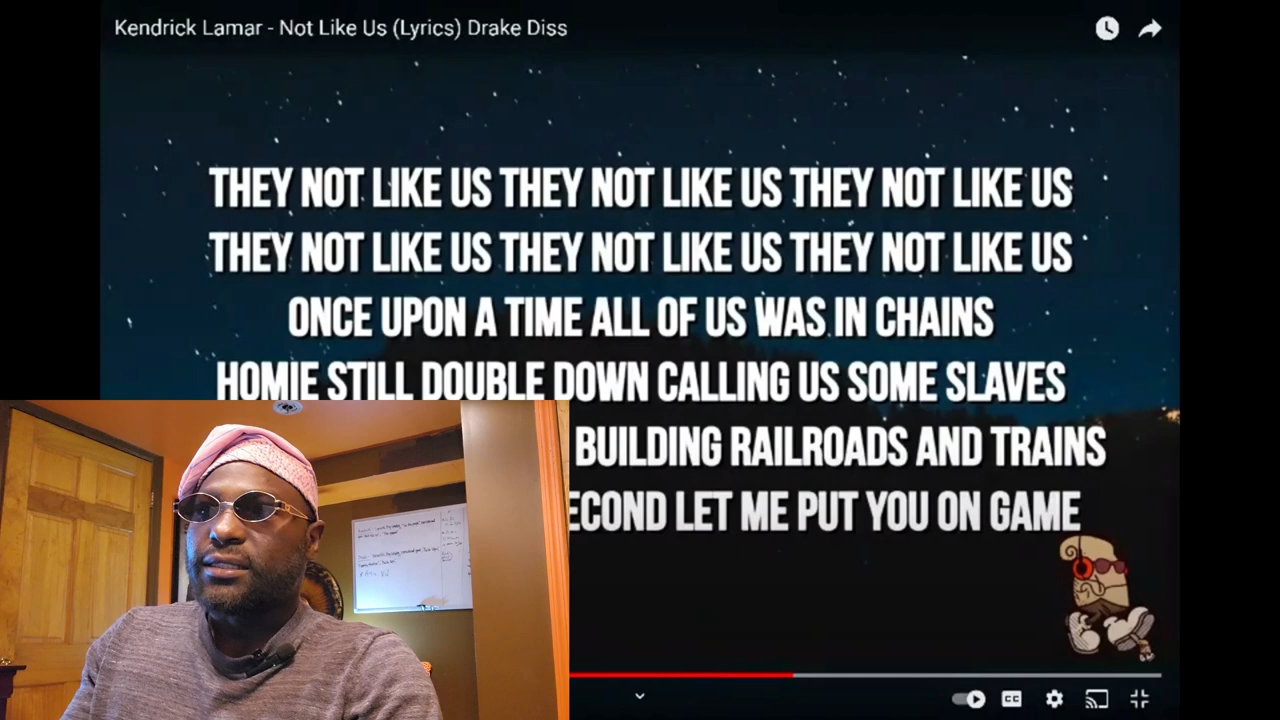 Kendrick Lamar - Not Like Us (Lyrics) Drake Diss
THEY NOT LIKE US THEY NOT LIKE US THEY NOT LIKE US
THEY NOT LIKE US THEY NOT LIKE US THEY NOT LIKE US
ONCE UPON A TIME ALL OF US WAS IN CHAINS
HOMIE STILL DOUBLE DOWN CALLING US SOME SLAVES
BUILDING RAILROADS AND TRAINS
ECOND LET ME PUT YOU ON GAME
CC